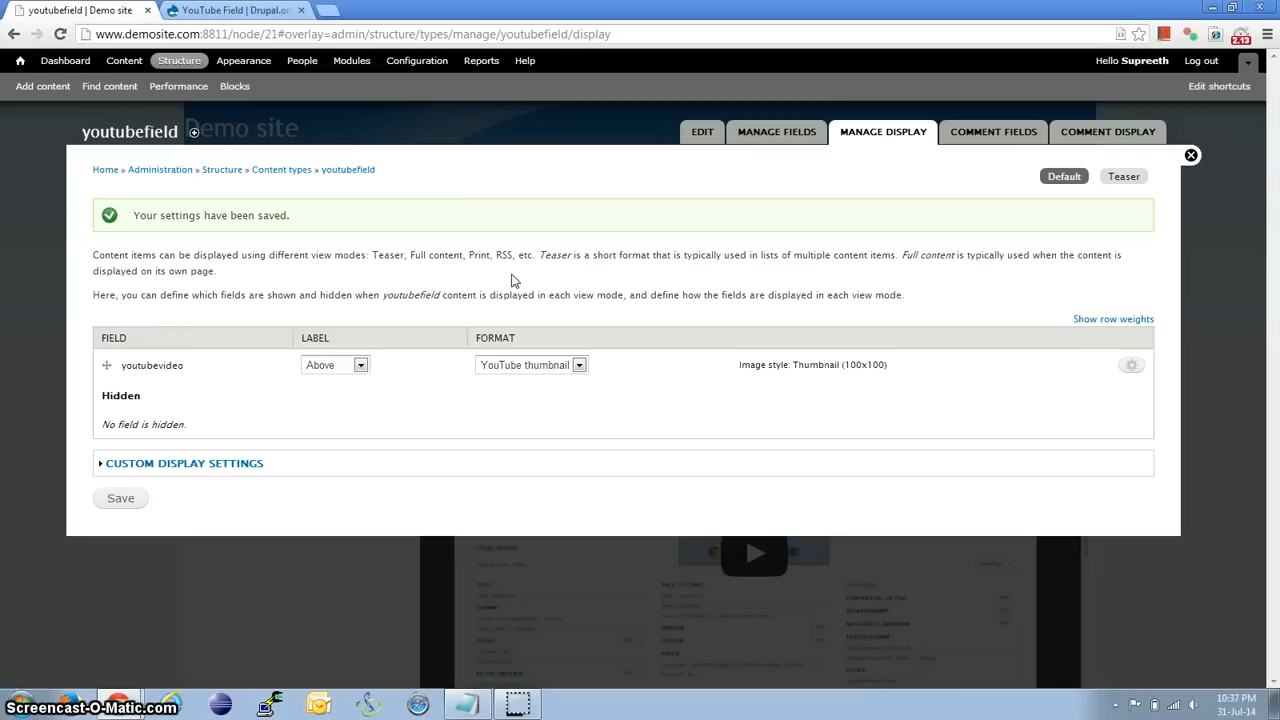 youtubefield | Demo site
YouTube Field | Drupal.or
www.demosite.com:8811/node/21#overlay=admin/structure/types/manage/youtubefield/display
2.13
Dashboard Content Structure Appearance People Modules Configuration Reports Help
Hello Supreeth Log out
Add content Find content Performance Blocks
Edit shortcuts
Demo site
youtubefield
EDIT MANAGE FIELDS MANAGE DISPLAY COMMENT FIELDS COMMENT DISPLAY
Home » Administration » Structure » Content types » youtubefield
Default Teaser
Your settings have been saved.
Content items can be displayed using different view modes: Teaser, Full content, Print, RSS, etc. Teaser is a short format that is typically used in lists of multiple content items. Full content is typically used when the content is
displayed on its own page.
Here, you can define which fields are shown and hidden when youtubefield content is displayed in each view mode, and define how the fields are displayed in each view mode.
Show row weights
FIELD LABEL FORMAT
youtubevideo Above YouTube thumbnail Image style: Thumbnail (100x100)
Hidden
No field is hidden.
CUSTOM DISPLAY SETTINGS
Save
10:37 PM
31-Jul-14
Screencast-O-Matic.com